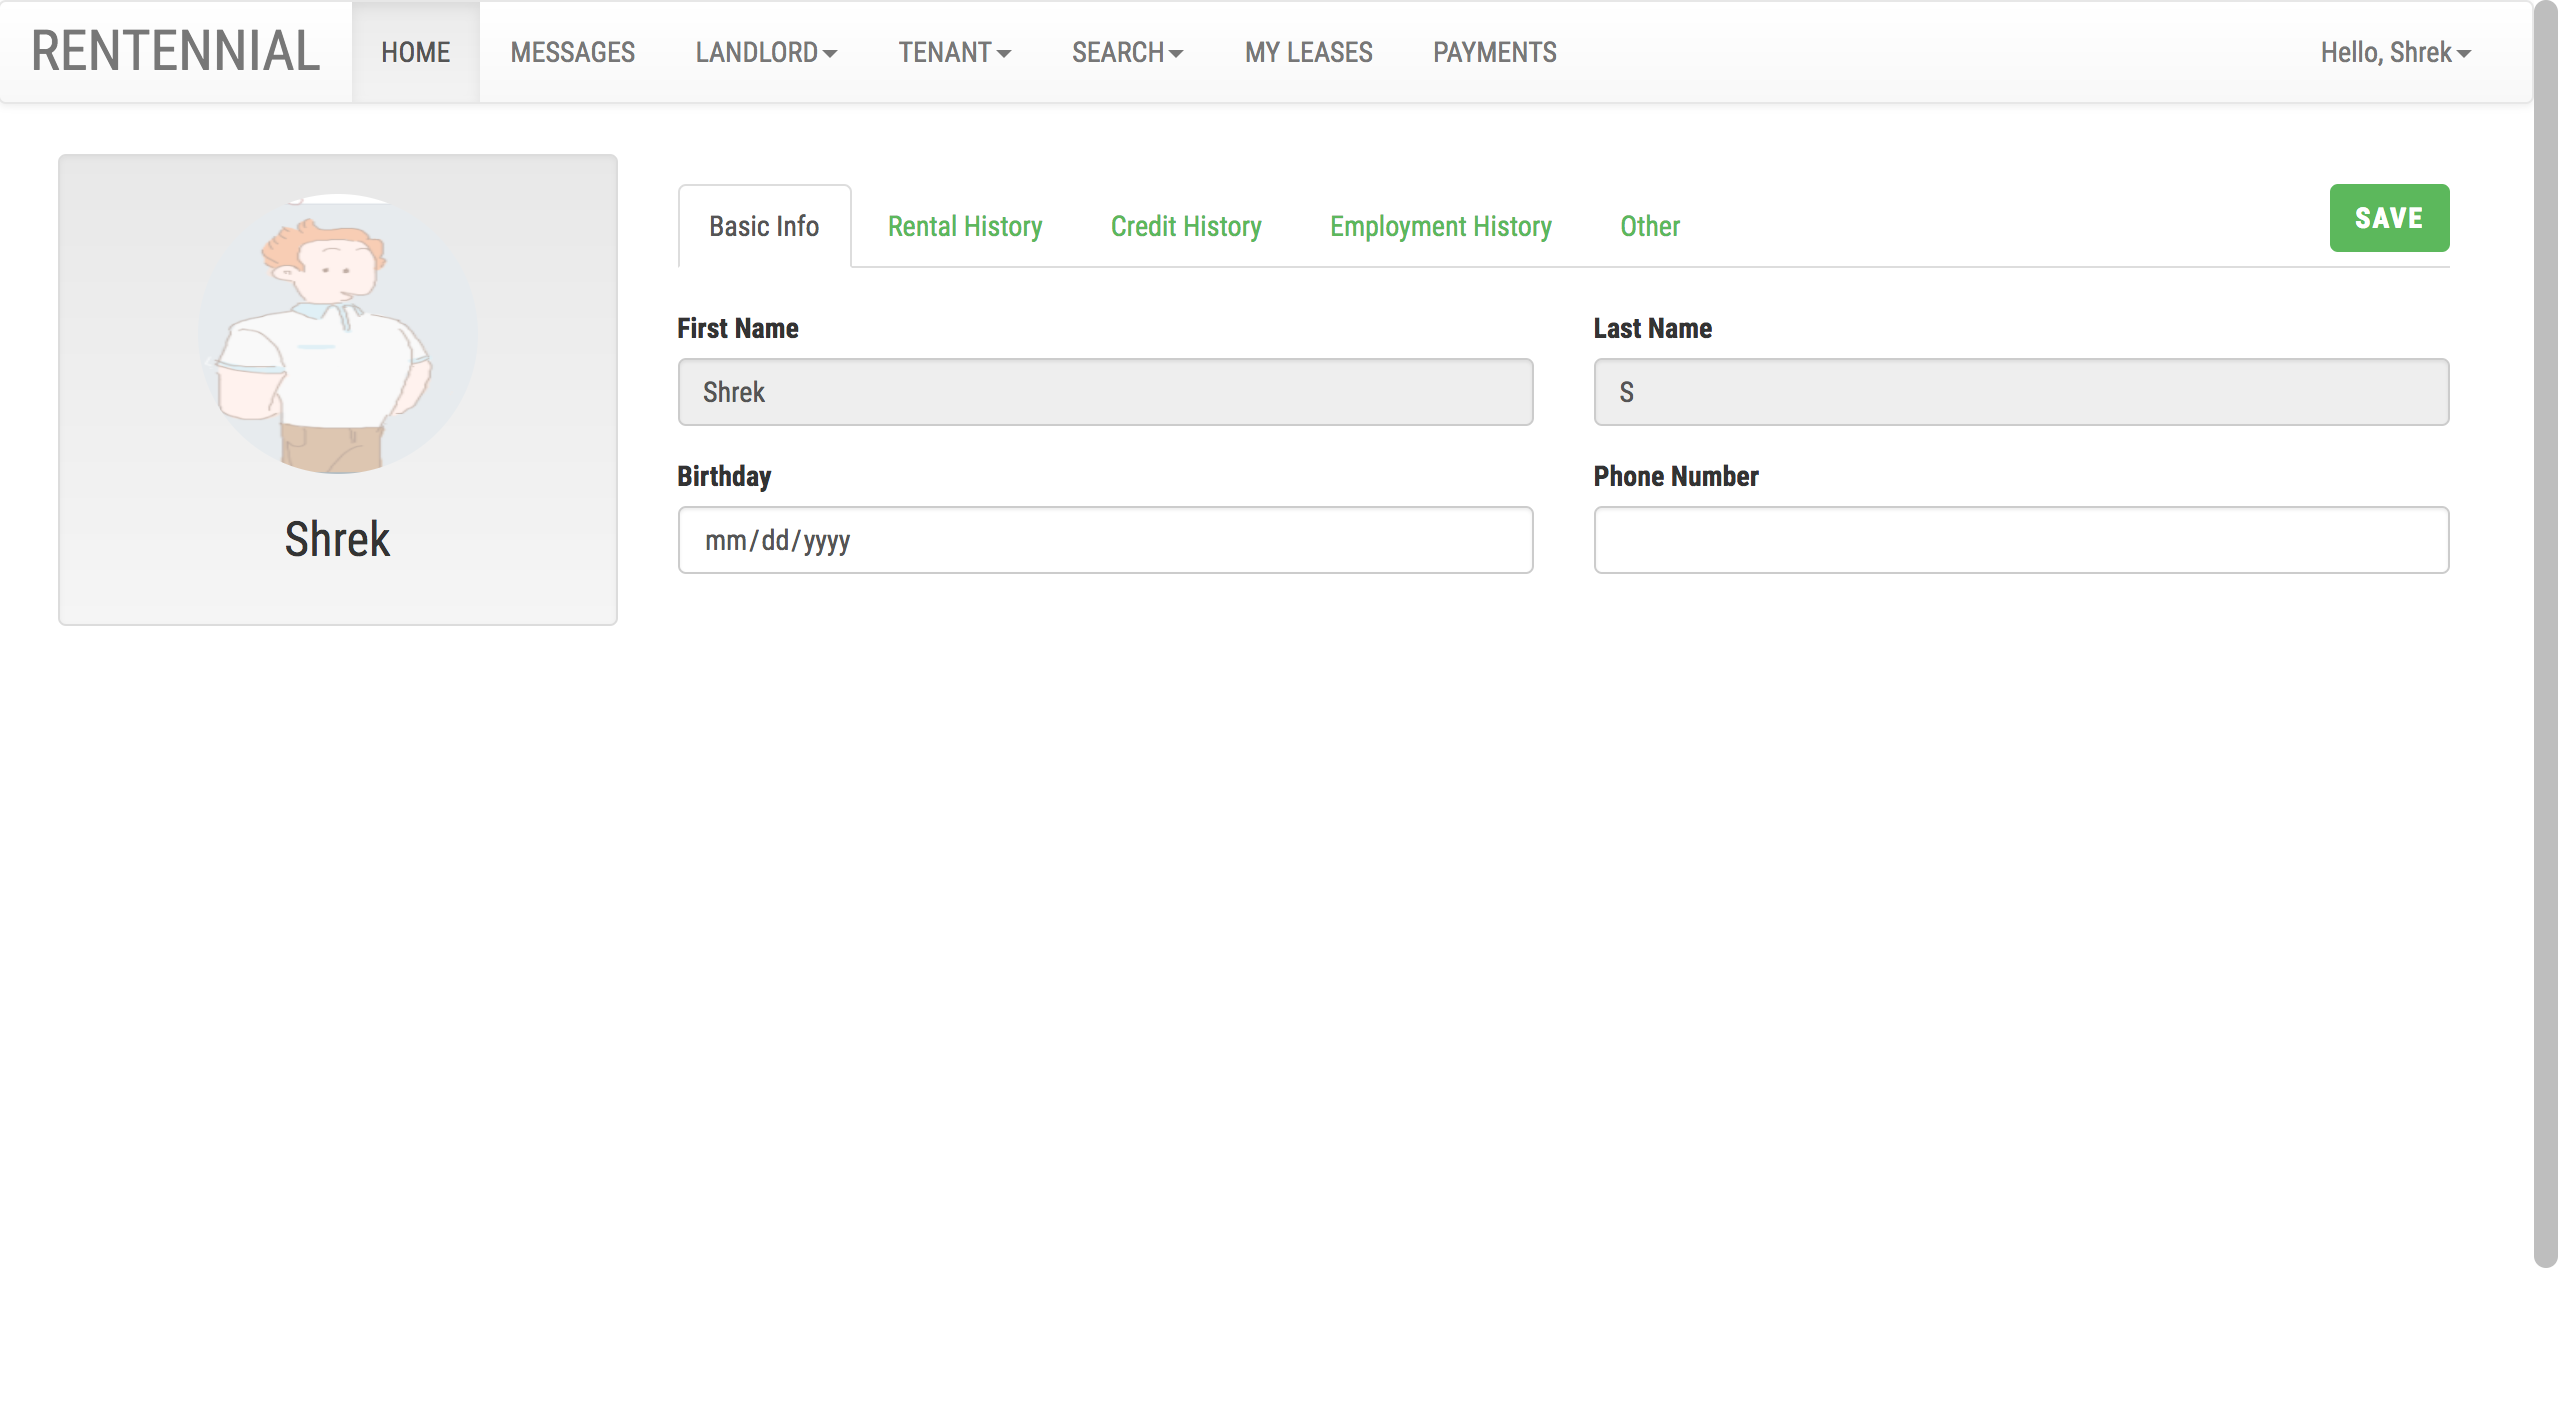 RENTENNIAL HOME MESSAGES LANDLORD TENANT SEARCH MY LEASES PAYMENTS Hello, Shrek
Basic Info Rental History Credit History Employment History Other SAVE
First Name Last Name
Shrek S
Birthday Phone Number
mm/dd/yyyy
Shrek